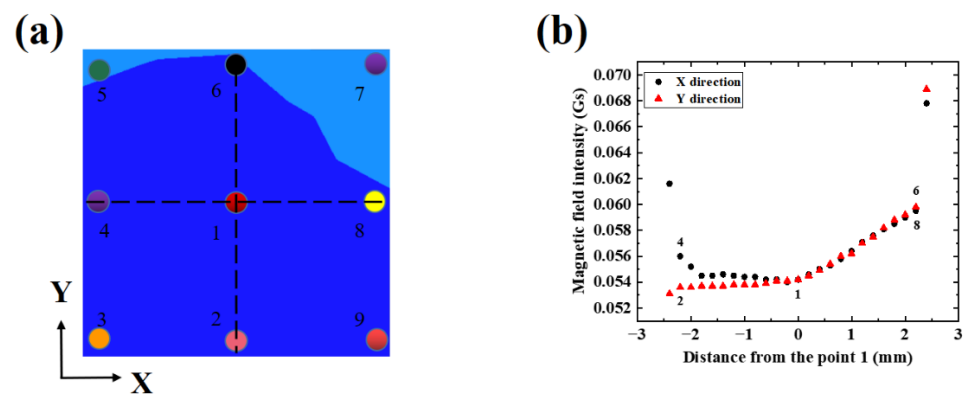 (a)
5
6
7
4
1
8
3
2
9
Y
X
(b)
Magnetic field intensity (Gs)
0.070
0.068
0.066
0.064
0.062
0.060
0.058
0.056
0.054
0.052
X direction
Y direction
4
2
1
6
8
−3 −2 −1 0 1 2 3
Distance from the point 1 (mm)